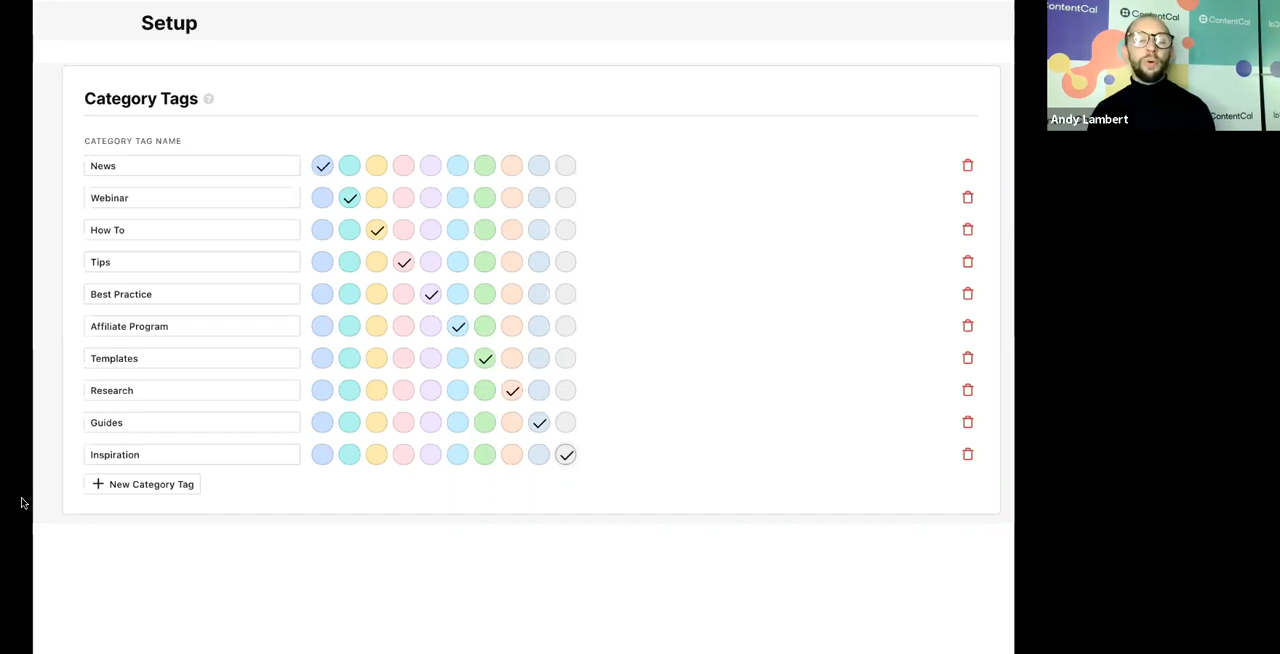 Setup
Category Tags
CATEGORY TAG NAME
News
Webinar
How To
Tips
Best Practice
Affiliate Program
Templates
Research
Guides
Inspiration
New Category Tag
ContentCal
ContentCal
ContentCal
Andy Lambert
ContentCal